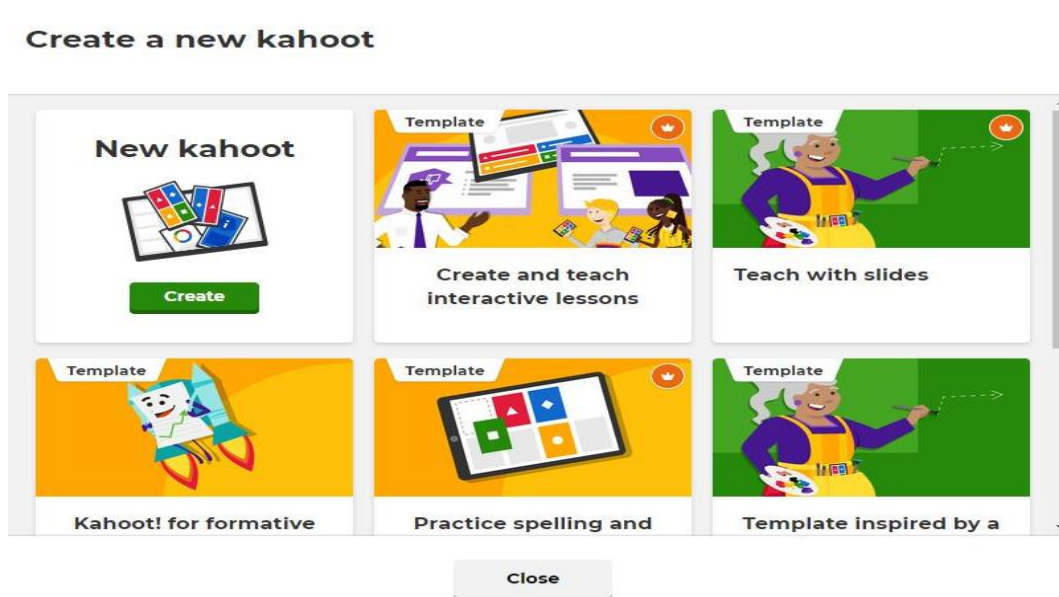 Create a new kahoot
New kahoot
Create
Template
Create and teach
interactive lessons
Template
Teach with slides
Template
Kahoot! for formative
Template
Practice spelling and
Template
Template inspired by a
Close